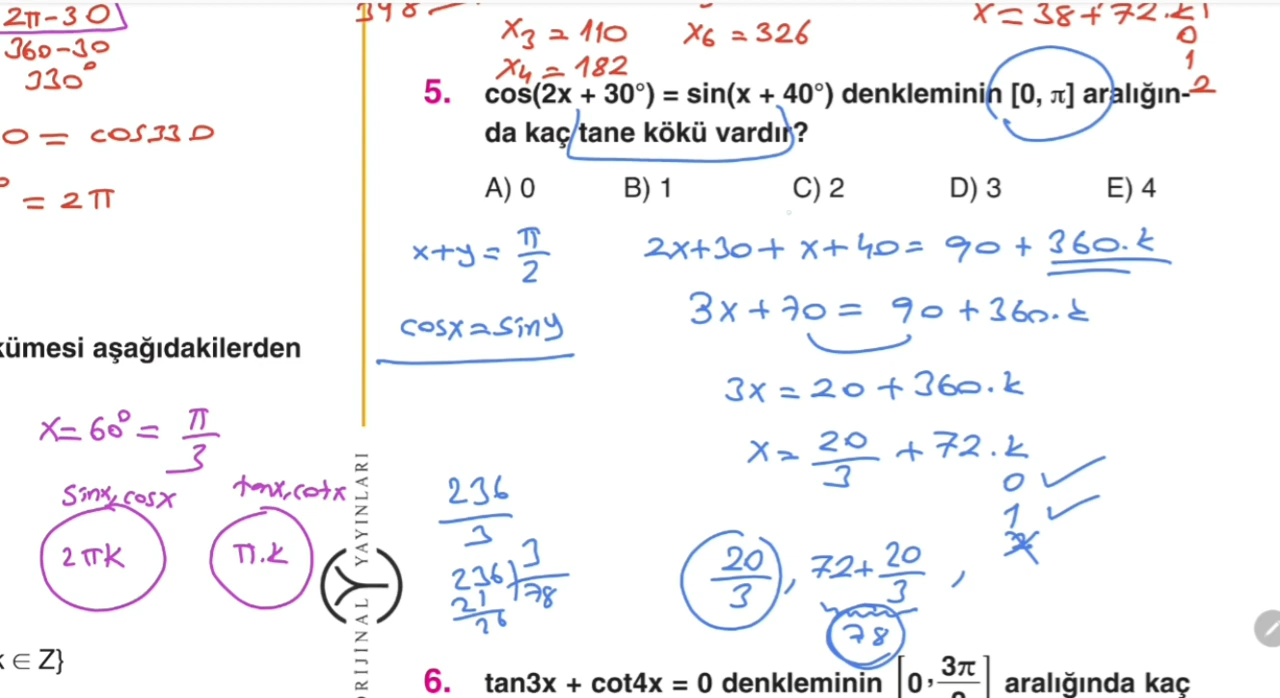 2π-30
360-30
330°
0 = cos330
° = 2π
kümesi aşağıdakilerden
x= 60° = π/3
sinx,cosx
tanx,cotx
2πk
π.k
k ∈ Z}
ORİJİNAL YAYINLARI
348
x3 = 110
x6 = 326
x4 = 182
x = 38+72.k
0
1
2
5. cos(2x + 30°) = sin(x + 40°) denkleminin [0, π] aralığın-
da kaç tane kökü vardır?
A) 0 B) 1 C) 2 D) 3 E) 4
x+y = π/2
cosx=siny
2x+30+x+40= 90 + 360.k
3x+70 = 90+360.k
3x = 20+360.k
x= 20/3 + 72.k
0
1
2
236/3
236 3
21 78
26
20/3 , 72+20/3 ,
78
6. tan3x + cot4x = 0 denkleminin [0, 3π] aralığında kaç